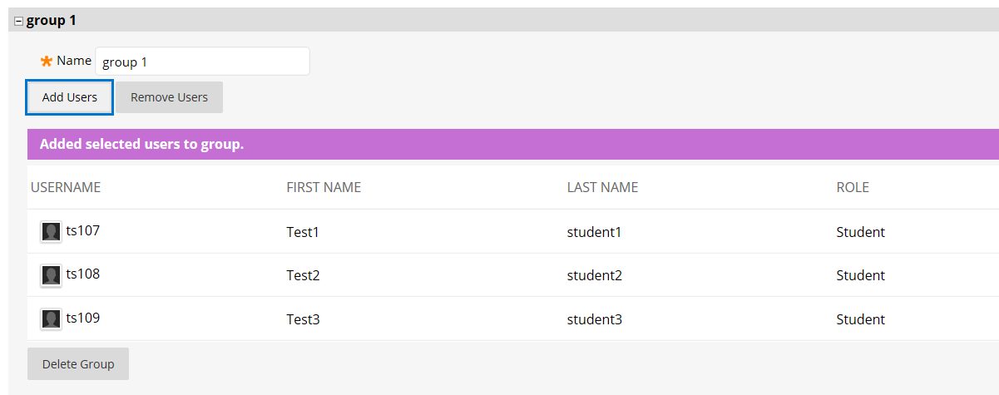 group 1
Name group 1
Add Users Remove Users
Added selected users to group.
USERNAME FIRST NAME LAST NAME ROLE
ts107 Test1 student1 Student
ts108 Test2 student2 Student
ts109 Test3 student3 Student
Delete Group